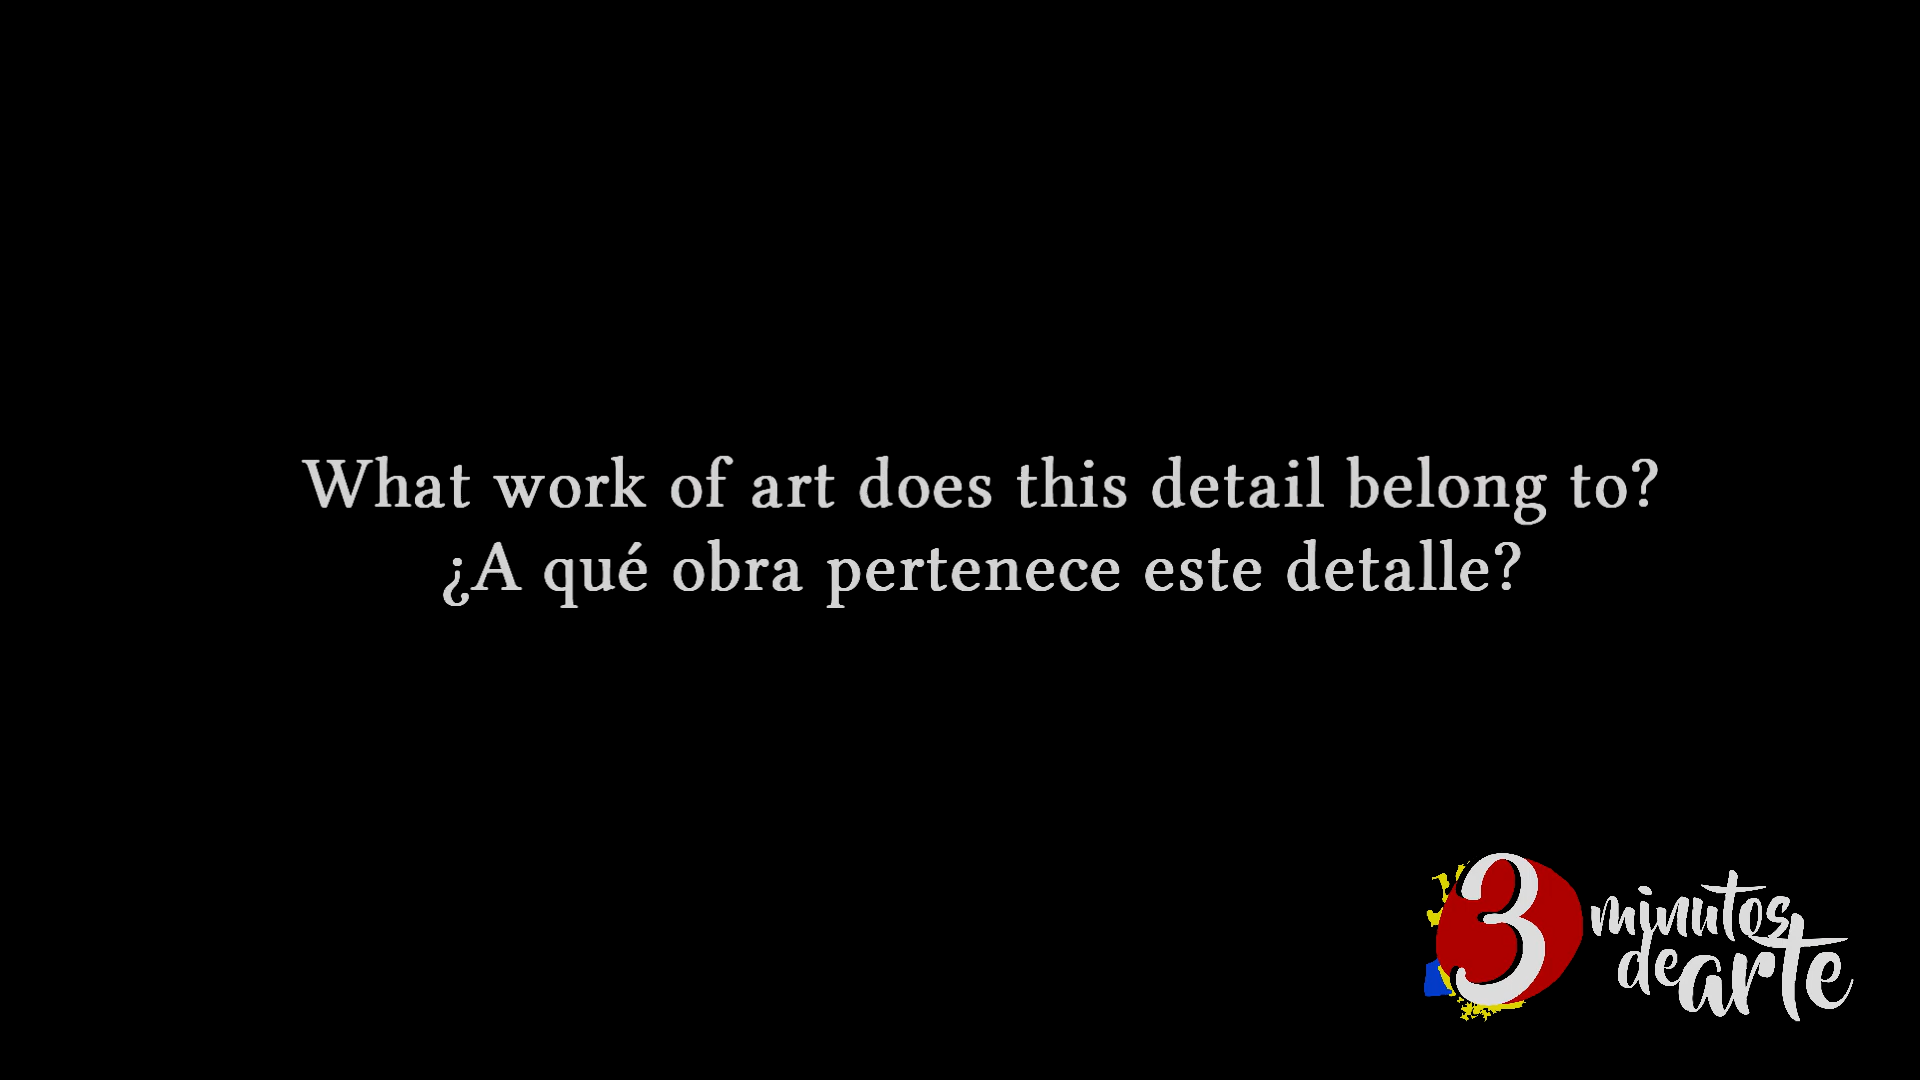 What work of art does this detail belong to?
¿A qué obra pertenece este detalle?
3 minutos
de arte